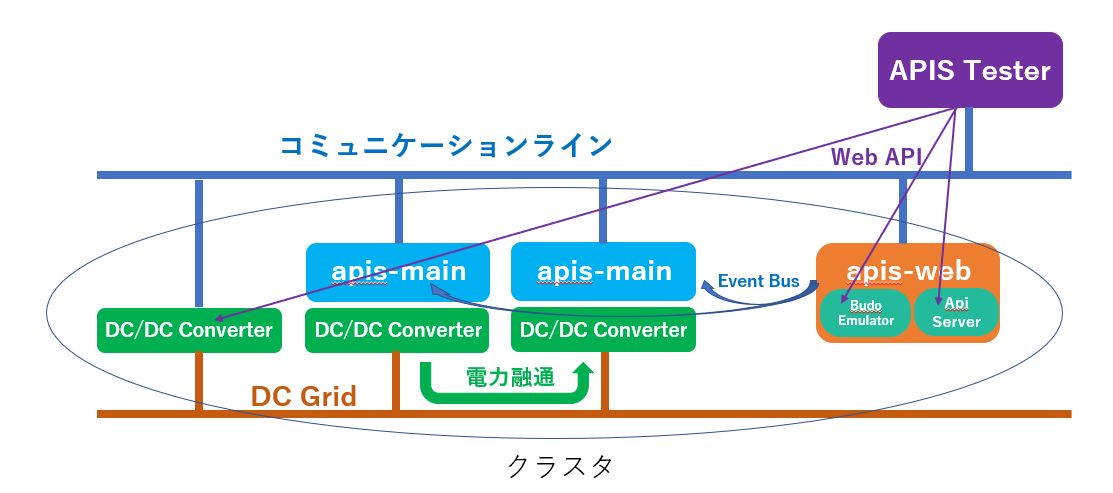 APIS Tester
コミュニケーションライン
Web API
apis-main
apis-main
Event Bus
apis-web
Budo
Emulator
Api
Server
DC/DC Converter
DC/DC Converter
DC/DC Converter
電力融通
DC Grid
クラスタ